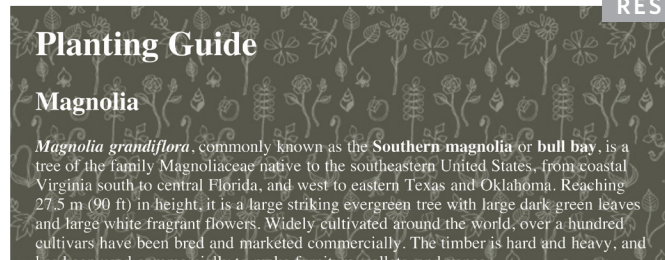 RES
Planting Guide
Magnolia
Magnolia grandiflora, commonly known as the Southern magnolia or bull bay, is a
tree of the family Magnoliaceae native to the southeastern United States, from coastal
Virginia south to central Florida, and west to eastern Texas and Oklahoma. Reaching
27.5 m (90 ft) in height, it is a large striking evergreen tree with large dark green leaves
and large white fragrant flowers. Widely cultivated around the world, over a hundred
cultivars have been bred and marketed commercially. The timber is hard and heavy, and